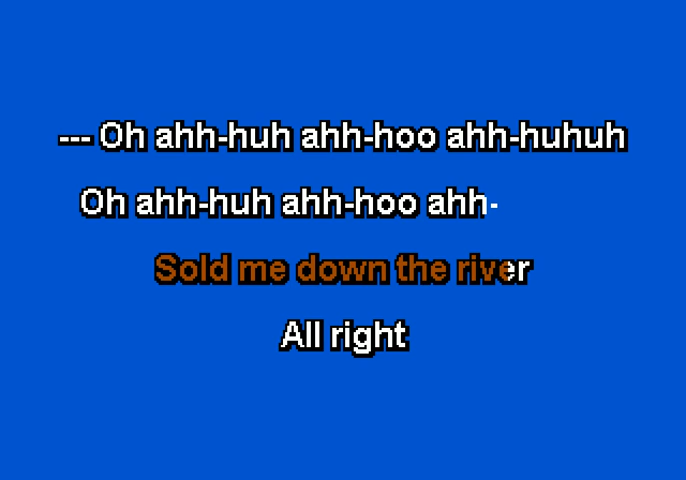 --- Oh ahh-huh ahh-hoo ahh-huhuh
Oh ahh-huh ahh-hoo ahh-
Sold me down the river
All right